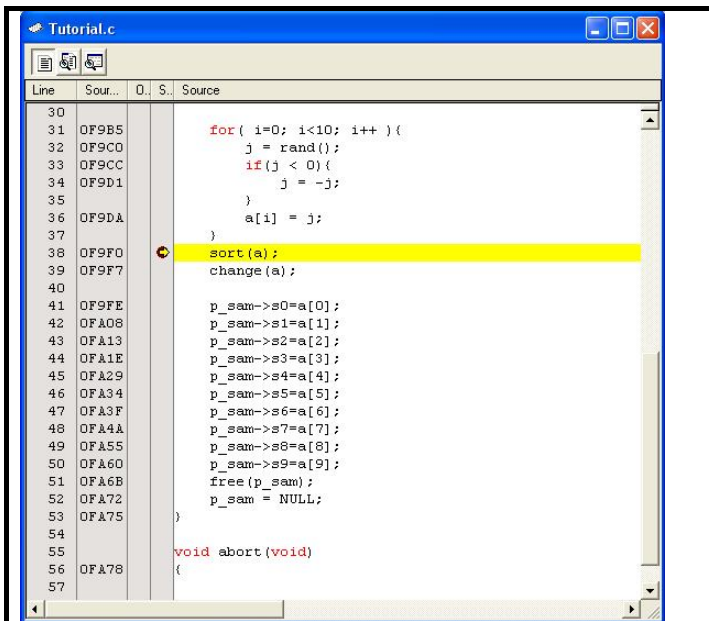 Tutorial.c
Line Sour... O.. S.. Source
30
31 0F9B5 for( i=0; i<10; i++ ){
32 0F9C0 j = rand();
33 0F9CC if(j < 0){
34 0F9D1 j = -j;
35 }
36 0F9DA a[i] = j;
37 }
38 0F9F0 sort(a);
39 0F9F7 change(a);
40
41 0F9FE p_sam->s0=a[0];
42 0FA08 p_sam->s1=a[1];
43 0FA13 p_sam->s2=a[2];
44 0FA1E p_sam->s3=a[3];
45 0FA29 p_sam->s4=a[4];
46 0FA34 p_sam->s5=a[5];
47 0FA3F p_sam->s6=a[6];
48 0FA4A p_sam->s7=a[7];
49 0FA55 p_sam->s8=a[8];
50 0FA60 p_sam->s9=a[9];
51 0FA6B free(p_sam);
52 0FA72 p_sam = NULL;
53 0FA75 }
54
55 void abort(void)
56 0FA78 {
57